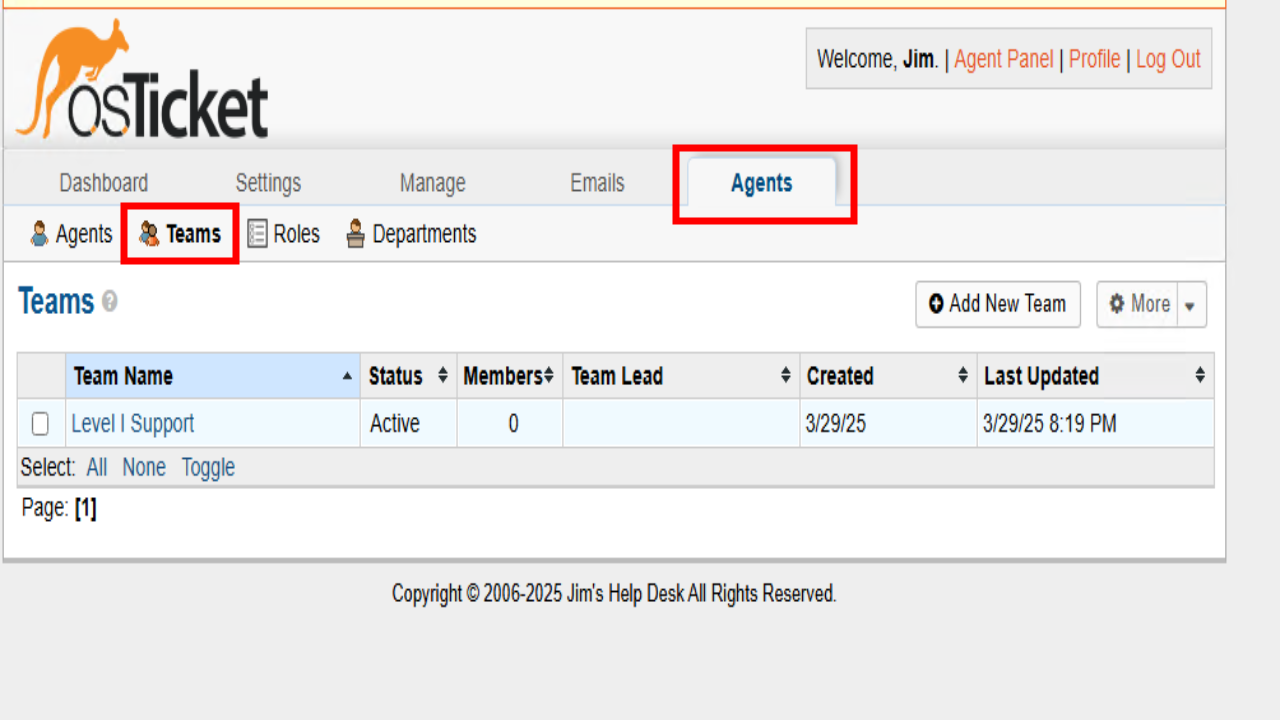 osTicket
Welcome, Jim. | Agent Panel | Profile | Log Out
Dashboard Settings Manage Emails Agents
Agents Teams Roles Departments
Teams ?
Add New Team More
Team Name Status Members Team Lead Created Last Updated
Level I Support Active 0 3/29/25 3/29/25 8:19 PM
Select: All None Toggle
Page: [1]
Copyright © 2006-2025 Jim's Help Desk All Rights Reserved.